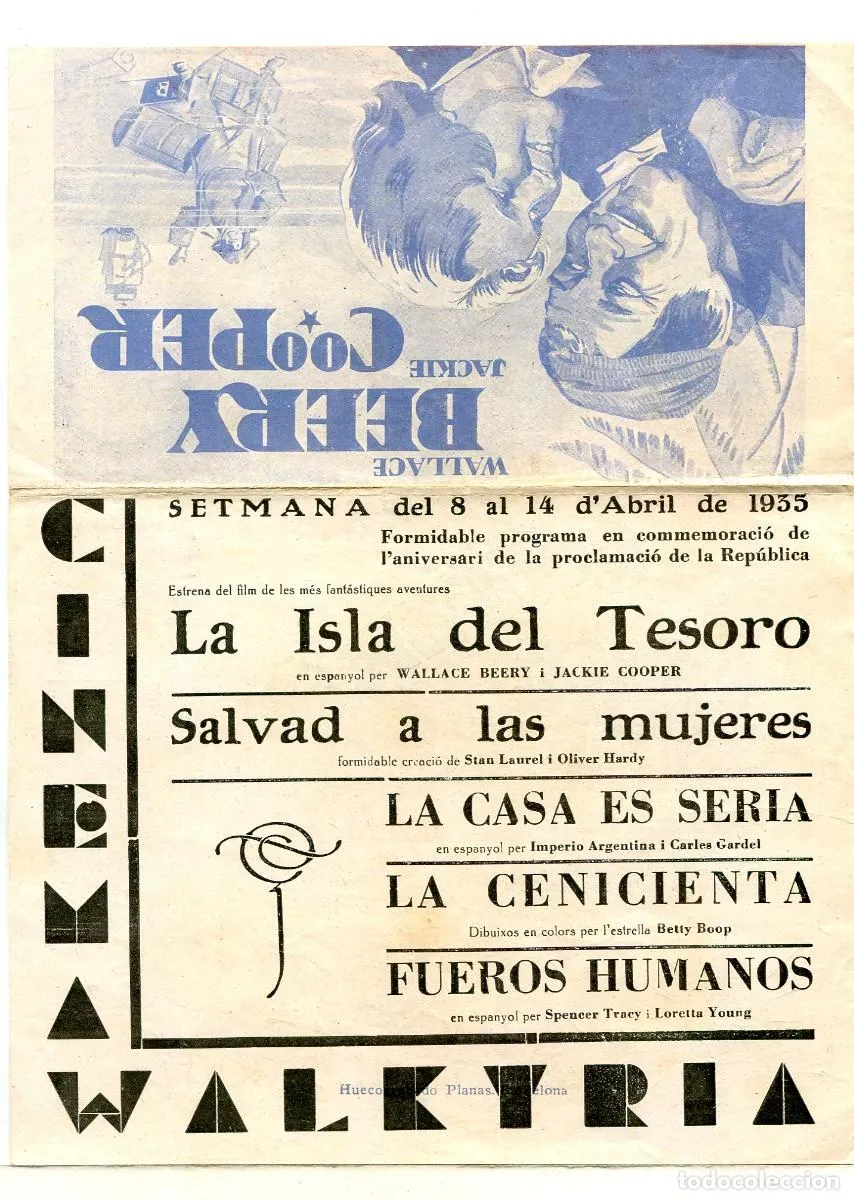 WALLACE
BEERY
JACKIE
COOPER
SETMANA del 8 al 14 d'Abril de 1935
Formidable programa en commemoració de
l'aniversari de la proclamació de la República
Estrena del film de les més fantástiques aventures
La Isla del Tesoro
en espanyol per WALLACE BEERY i JACKIE COOPER
Salvad a las mujeres
formidable creació de Stan Laurel i Oliver Hardy
LA CASA ES SERIA
en espanyol per Imperio Argentina i Carles Gardel
LA CENICIENTA
Dibuixos en colors per l'estrella Betty Boop
FUEROS HUMANOS
en espanyol per Spencer Tracy i Loretta Young
CINEMA
WALKYRIA
Planas.
todocoleccion